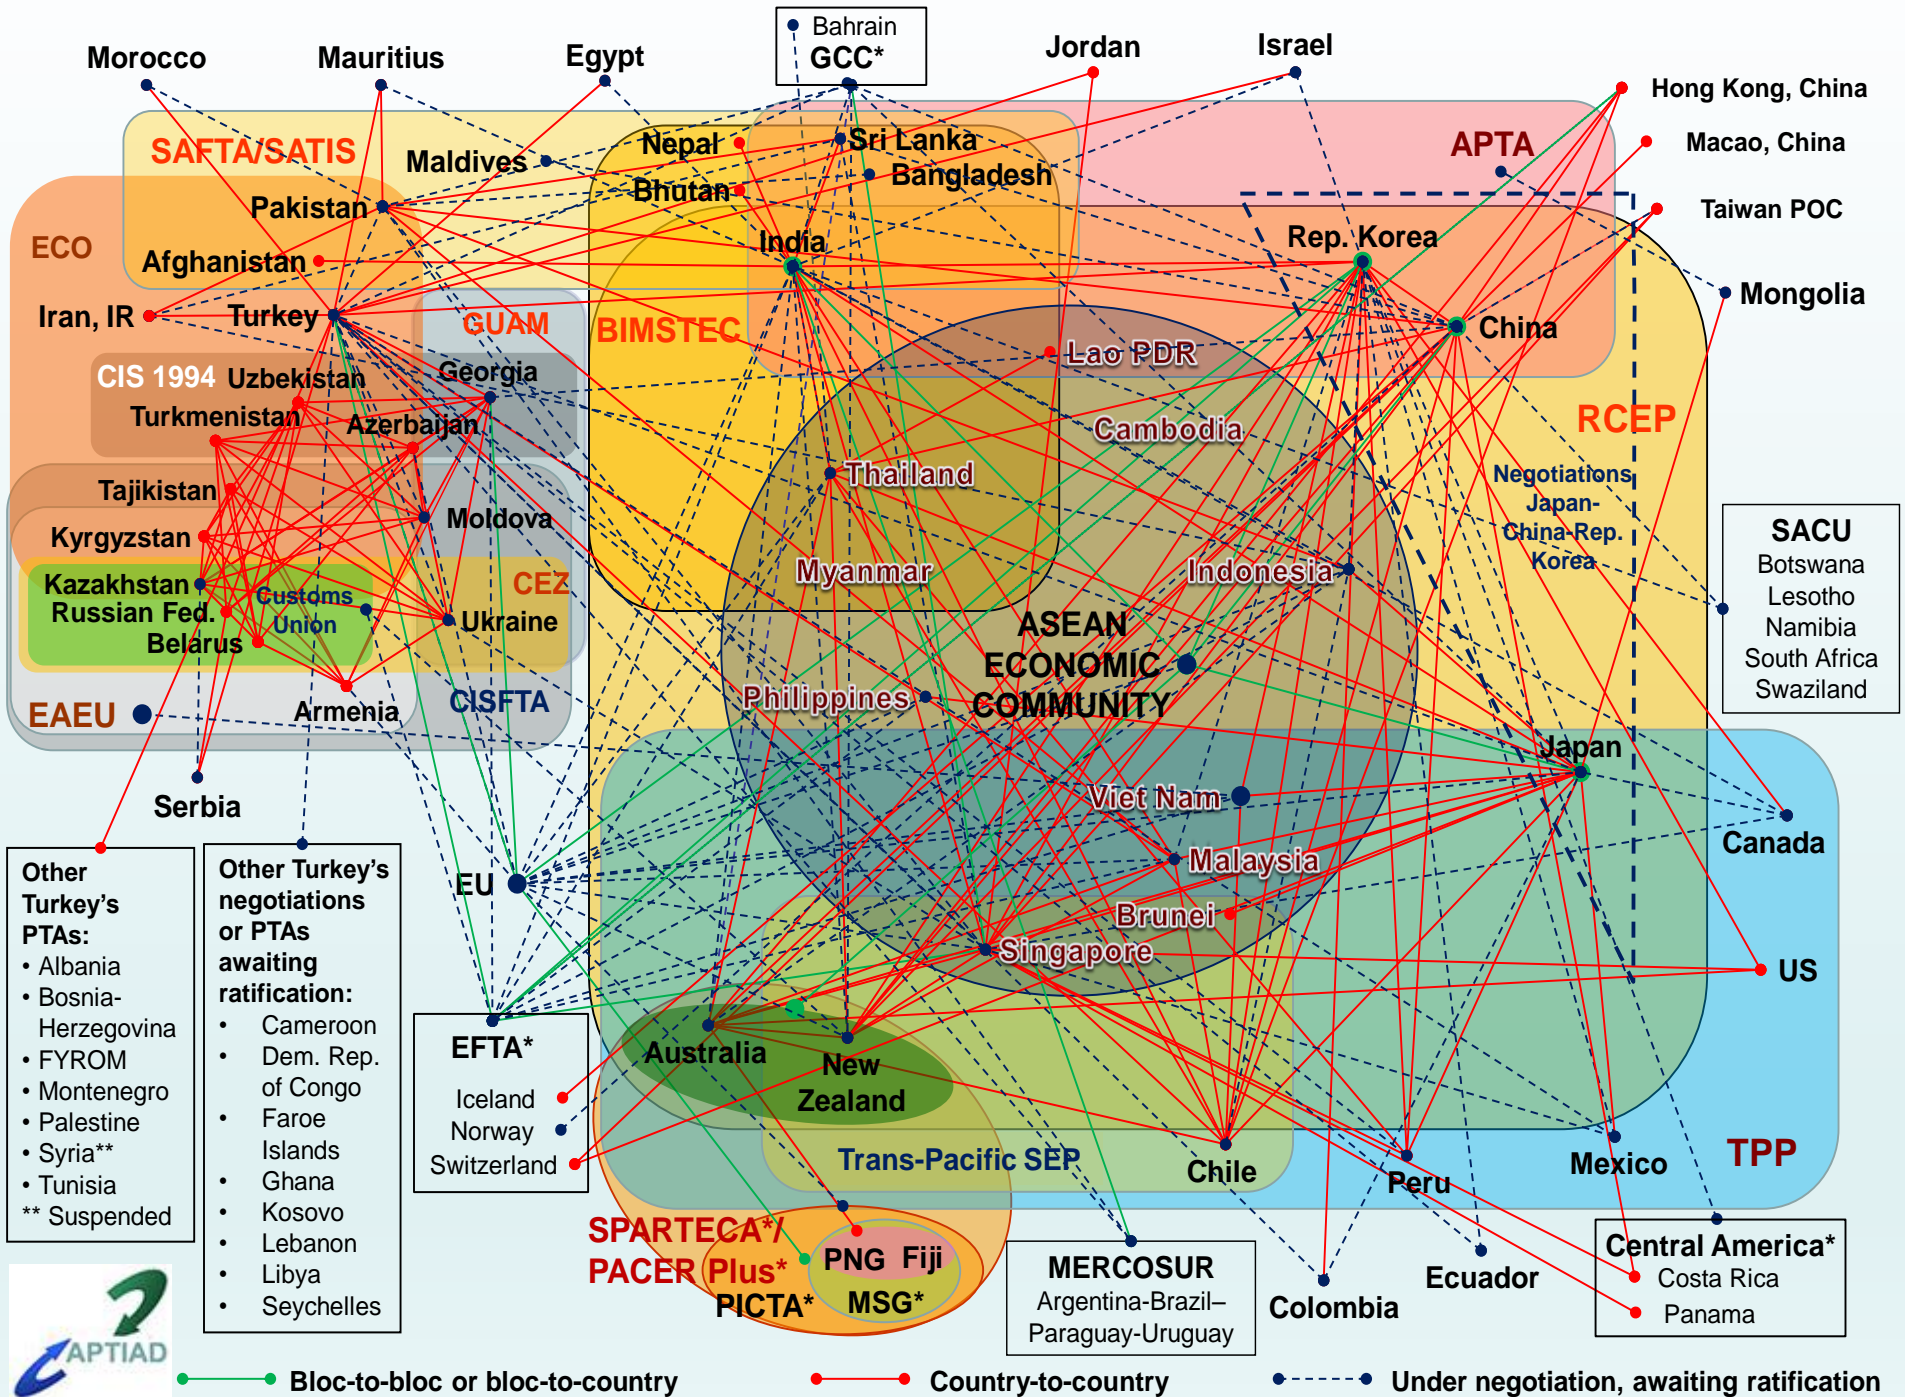 Bahrain
GCC*
Morocco
Mauritius
Egypt
Jordan
Israel
Hong Kong, China
Macao, China
Taiwan POC
Mongolia
SAFTA/SATIS
Maldives
Nepal
Bhutan
Sri Lanka
Bangladesh
APTA
Pakistan
ECO
Afghanistan
India
Rep. Korea
Iran, IR
Turkey
GUAM
BIMSTEC
China
CIS 1994
Uzbekistan
Georgia
Lao PDR
Turkmenistan
Azerbaijan
Cambodia
RCEP
Thailand
Negotiations
Japan-
China-Rep.
Korea
Tajikistan
Moldova
Kyrgyzstan
Myanmar
Indonesia
Kazakhstan
Customs
Union
CEZ
Russian Fed.
Belarus
Ukraine
ASEAN
ECONOMIC
COMMUNITY
SACU
Botswana
Lesotho
Namibia
South Africa
Swaziland
EAEU
Armenia
CISFTA
Philippines
Japan
Serbia
Viet Nam
Malaysia
Canada
Brunei
EU
Singapore
US
Other
Turkey's
PTAs:
• Albania
• Bosnia-
Herzegovina
• FYROM
• Montenegro
• Palestine
• Syria**
• Tunisia
** Suspended
Other Turkey's
negotiations
or PTAs
awaiting
ratification:
• Cameroon
• Dem. Rep.
of Congo
• Faroe
Islands
• Ghana
• Kosovo
• Lebanon
• Libya
• Seychelles
EFTA*
Iceland
Norway
Switzerland
Australia
New
Zealand
Trans-Pacific SEP
Chile
Peru
Mexico
TPP
SPARTECA*/
PACER Plus*
PICTA*
PNG
Fiji
MSG*
MERCOSUR
Argentina-Brazil–
Paraguay-Uruguay
Colombia
Ecuador
Central America*
Costa Rica
Panama
APTIAD
Bloc-to-bloc or bloc-to-country
Country-to-country
Under negotiation, awaiting ratification